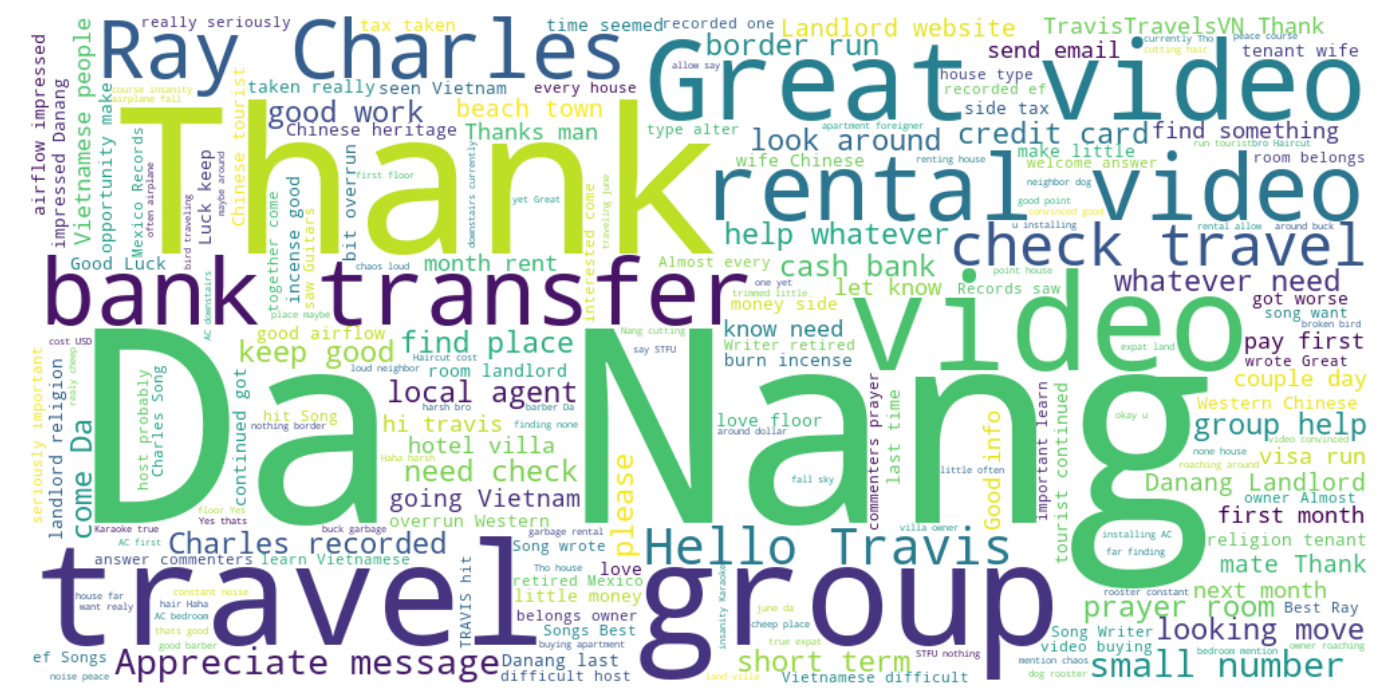 Ray Charles
Great video
Thank
rental video
bank transfer
video
Da Nang
travel group
really seriously
tax taken
time seemed
recorded one
Landlord website
TravisTravelsVN Thank
border run
send email
currently Tho
peace course
cutting hair
tenant wife
allow say
house type
recorded ef
side tax
airflow impressed
impressed Danang
Vietnamese people
opportunity make
course insanity
airplane fall
Chinese tourist
taken really
seen Vietnam
every house
good work
beach town
Chinese heritage
Thanks man
type alter
apartment foreigner
look around
credit card
find something
make little
run tourist
bro Haircut
wife Chinese
renting house
welcome answer
room belongs
neighbor dog
good point
convinced good
u installing
rental allow
around buck
Mexico Records
often airplane
bird traveling
Luck keep
maybe around
first floor
bit overrun
downstairs currently
yet Great
interested come
traveling june
help whatever
check travel
Good Luck
together come
incense good
saw Guitars
chaos loud
month rent
Almost every
cash bank
point house
whatever need
let know
Records saw
one yet
trimmed little
money side
got worse
song want
broken bird
AC downstairs
place maybe
know need
Writer retired
burn incense
expat land
pay first
wrote Great
cost USD
good airflow
keep good
find place
Nang cutting
say STFU
Haircut cost
loud neighbor
room landlord
couple day
Western Chinese
realy cheep
seriously important
landlord religion
come Da
host probably
Charles Song
continued got
hit Song
nothing border
local agent
harsh bro
barber Da
hi travis
finding none
love floor
around dollar
commenters prayer
last time
Good info
important learn
tourist continued
okay u
group help
video convinced
none house
roaching around
visa run
hotel villa
Haha harsh
need check
little often
fall sky
Danang Landlord
going Vietnam
please
owner Almost
first month
floor Yes
Yes thats
overrun Western
Karaoke true
AC first
buck garbage
garbage rental
villa owner
installing AC
far finding
religion tenant
Charles recorded
Song wrote
Hello Travis
mate Thank
answer commenters
learn Vietnamese
TRAVIS hit
Tho house
love
retired Mexico
little money
house far
want realy
constant noise
hair Haha
AC bedroom
thats good
good barber
belongs owner
Songs Best
buying apartment
insanity Karaoke
june da
cheep place
true expat
rooster constant
next month
prayer room
Best Ray
Song Writer
video buying
looking move
ef Songs
noise peace
Appreciate message
Danang last
difficult host
land villa
short term
Vietnamese difficult
STFU nothing
mention chaos
dog rooster
bedroom mention
owner roaching
small number